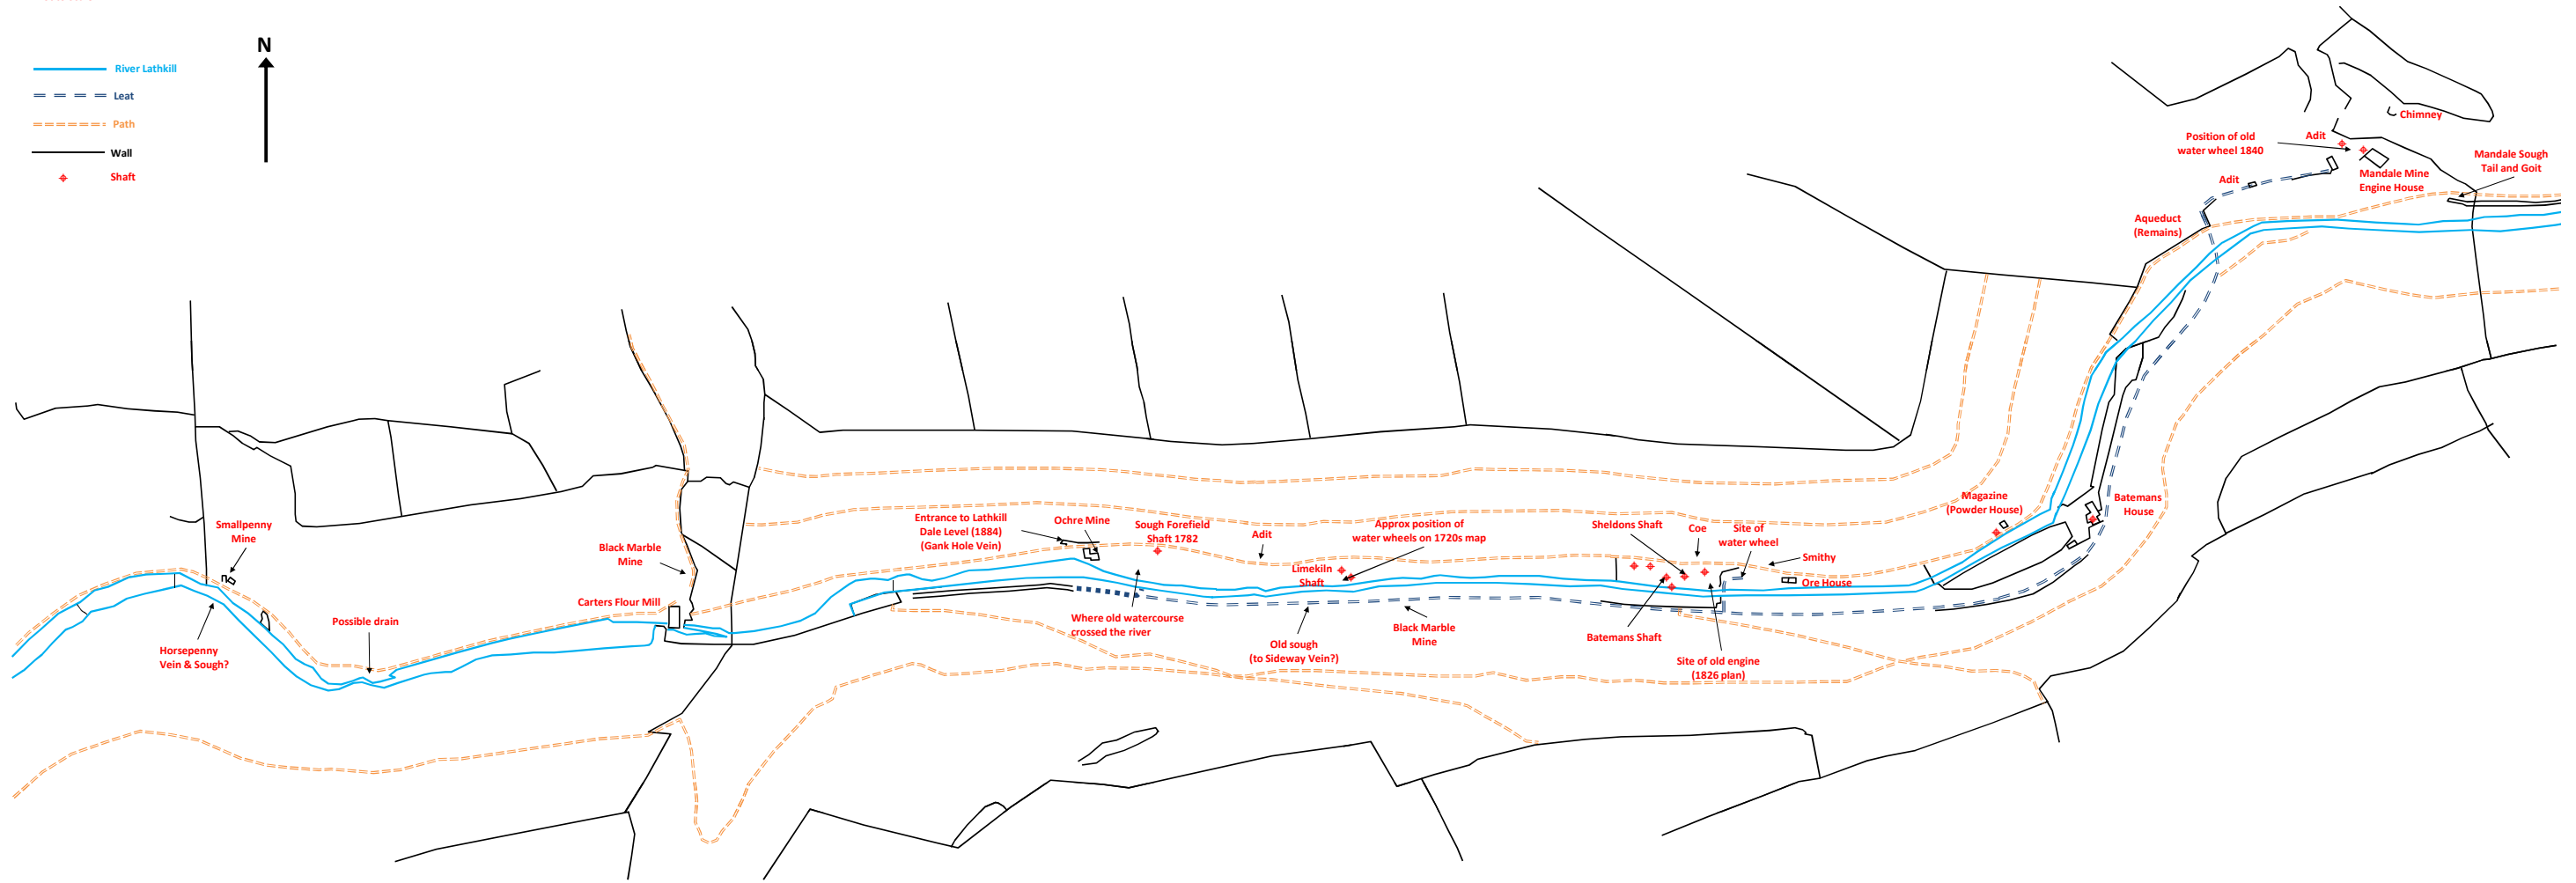 N
River Lathkill
Leat
Path
Wall
Shaft
Chimney
Position of old
water wheel 1840
Adit
Mandale Sough
Tail and Goit
Mandale Mine
Engine House
Adit
Aqueduct
(Remains)
Smallpenny
Mine
Horsepenny
Vein & Sough?
Possible drain
Black Marble
Mine
Carters Flour Mill
Entrance to Lathkill
Dale Level (1884)
(Gank Hole Vein)
Ochre Mine
Sough Forefield
Shaft 1782
Where old watercourse
crossed the river
Adit
Limekiln
Shaft
Approx position of
water wheels on 1720s map
Old sough
(to Sideway Vein?)
Black Marble
Mine
Sheldons Shaft
Coe
Site of
water wheel
Smithy
Ore House
Batemans Shaft
Site of old engine
(1826 plan)
Magazine
(Powder House)
Batemans
House